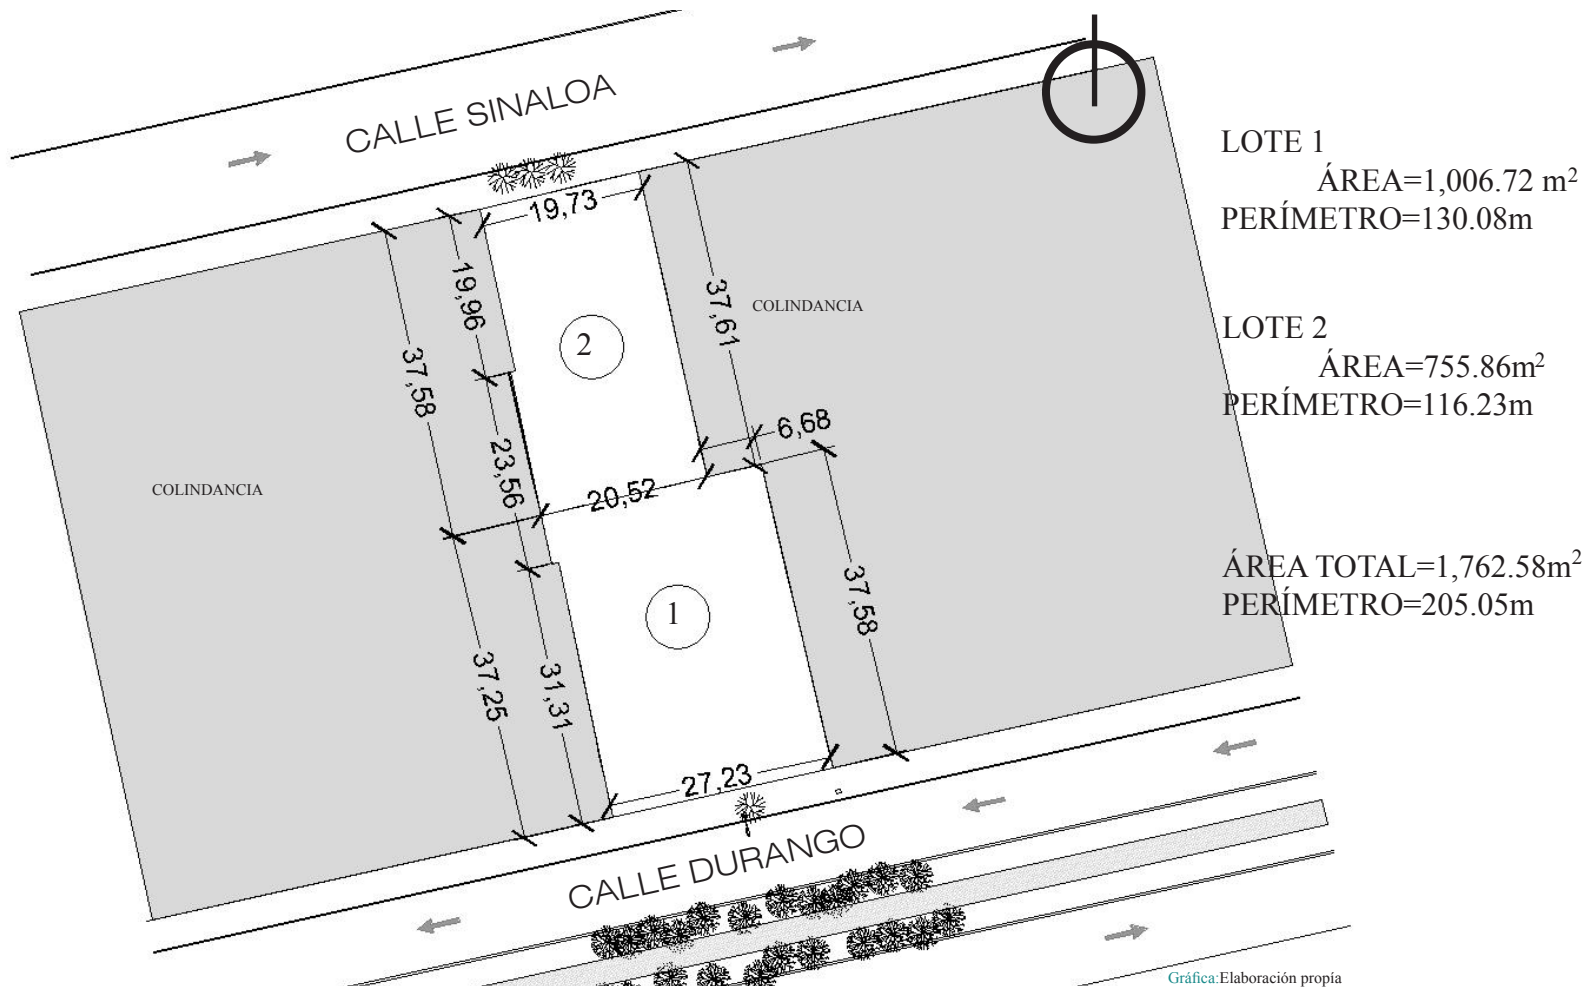 CALLE SINALOA
LOTE 1
ÁREA=1,006.72 m²
PERÍMETRO=130.08m
19,73
19,96
37,61
COLINDANCIA
2
LOTE 2
ÁREA=755.86m²
PERÍMETRO=116.23m
37,58
6,68
23,56
20,52
COLINDANCIA
ÁREA TOTAL=1,762.58m²
PERÍMETRO=205.05m
1
37,58
37,25
31,31
27,23
CALLE DURANGO
Gráfica:Elaboración propia